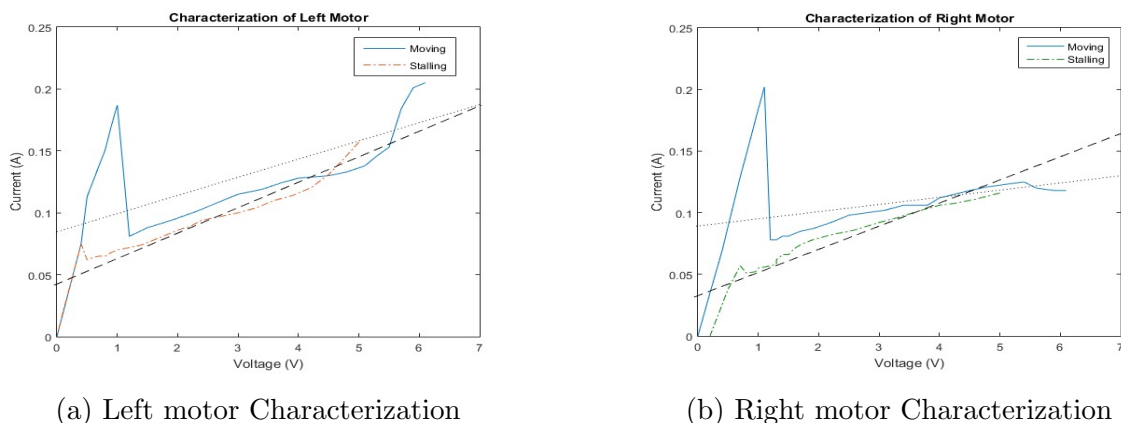 Characterization of Left Motor
0.25
0.2
0.15
0.1
0.05
0
Current (A)
Moving
Stalling
0 1 2 3 4 5 6 7
Voltage (V)
(a) Left motor Characterization
Characterization of Right Motor
0.25
0.2
0.15
0.1
0.05
0
Current (A)
Moving
Stalling
0 1 2 3 4 5 6 7
Voltage (V)
(b) Right motor Characterization